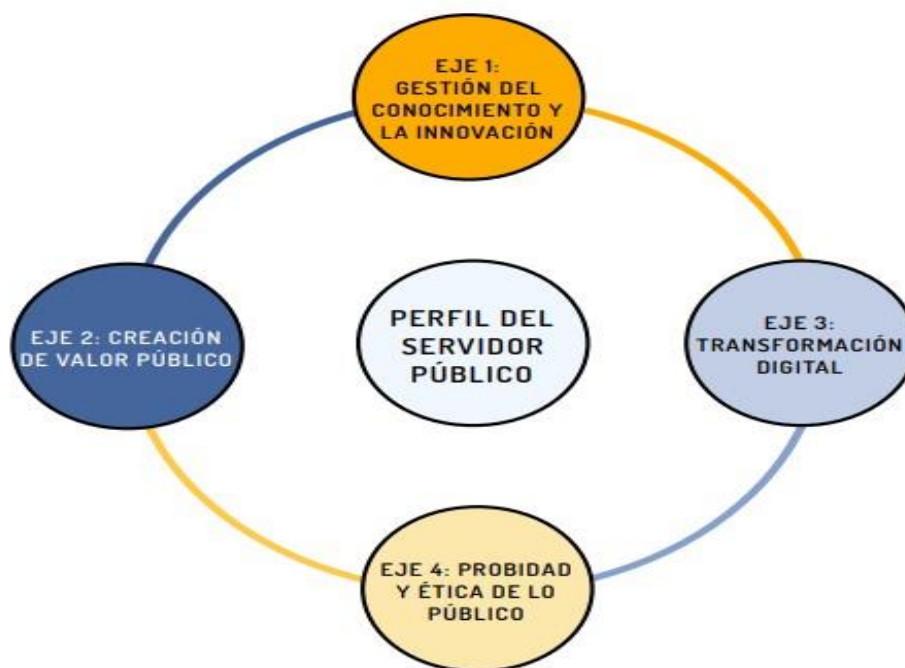 EJE 1:
GESTIÓN DEL
CONOCIMIENTO Y
LA INNOVACIÓN
EJE 2: CREACIÓN
DE VALOR PÚBLICO
PERFIL DEL
SERVIDOR
PÚBLICO
EJE 3:
TRANSFORMACIÓN
DIGITAL
EJE 4: PROBIDAD
Y ÉTICA DE LO
PÚBLICO